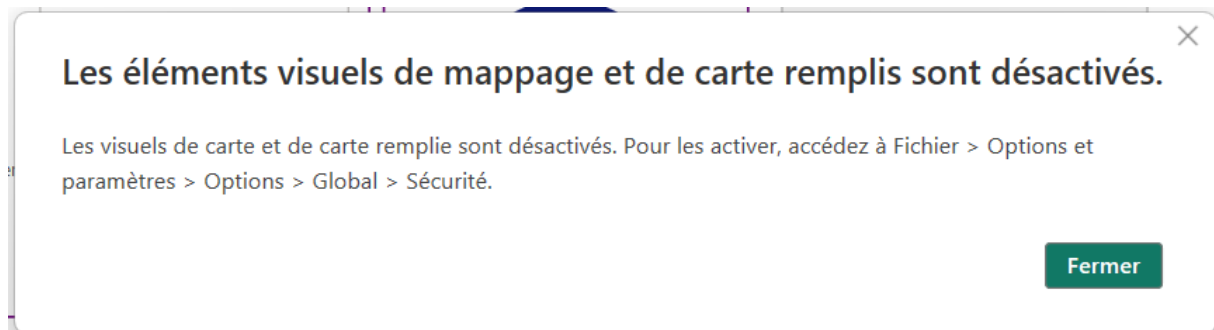 Les éléments visuels de mappage et de carte remplis sont désactivés.
Les visuels de carte et de carte remplie sont désactivés. Pour les activer, accédez à Fichier > Options et
paramètres > Options > Global > Sécurité.
Fermer